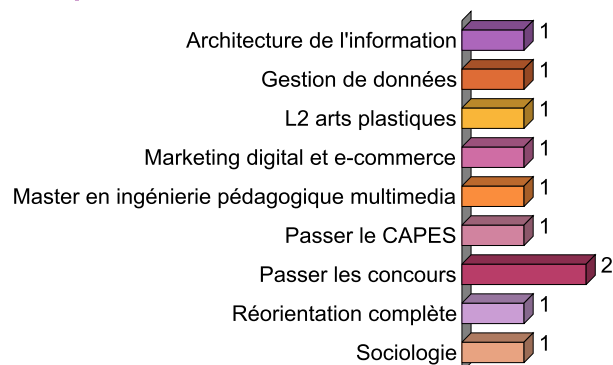 Architecture de l'information 1
Gestion de données 1
L2 arts plastiques 1
Marketing digital et e-commerce 1
Master en ingénierie pédagogique multimedia 1
Passer le CAPES 1
Passer les concours 2
Réorientation complète 1
Sociologie 1